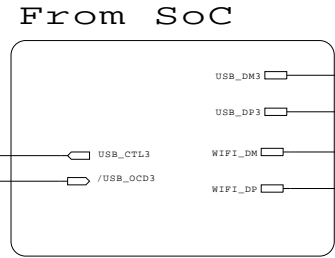 From SoC
USB_DM3
USB_DP3
USB_CTL3
WIFI_DM
/USB_OCD3
WIFI_DP